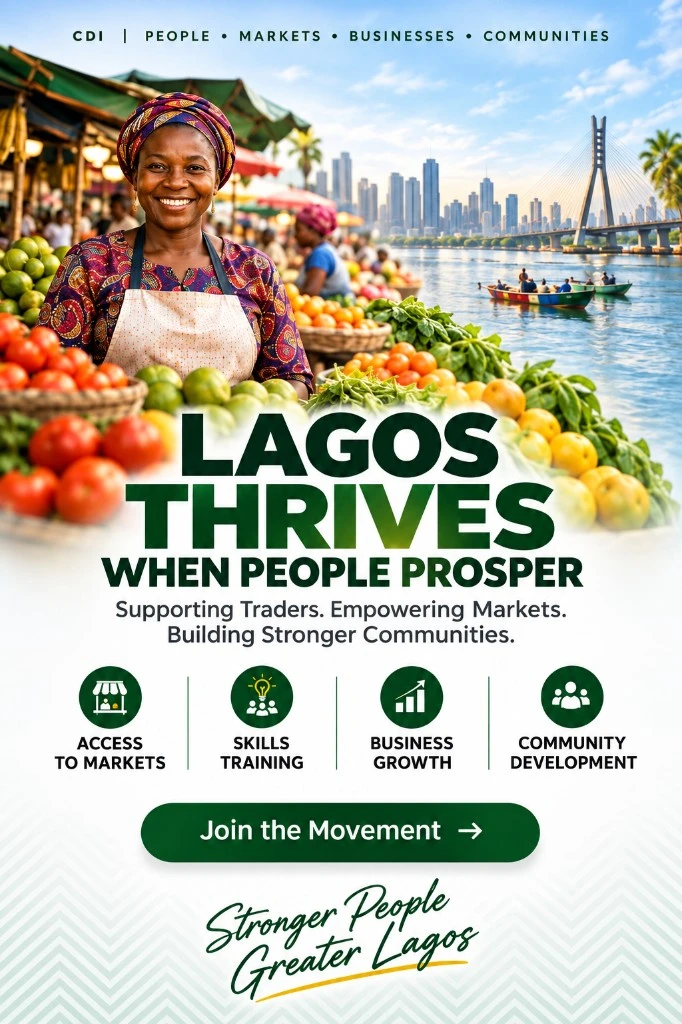 CDI | PEOPLE • MARKETS • BUSINESSES • COMMUNITIES
LAGOS
THRIVES
WHEN PEOPLE PROSPER
Supporting Traders. Empowering Markets.
Building Stronger Communities.
ACCESS
TO MARKETS
SKILLS
TRAINING
BUSINESS
GROWTH
COMMUNITY
DEVELOPMENT
Join the Movement →
Stronger People
Greater Lagos